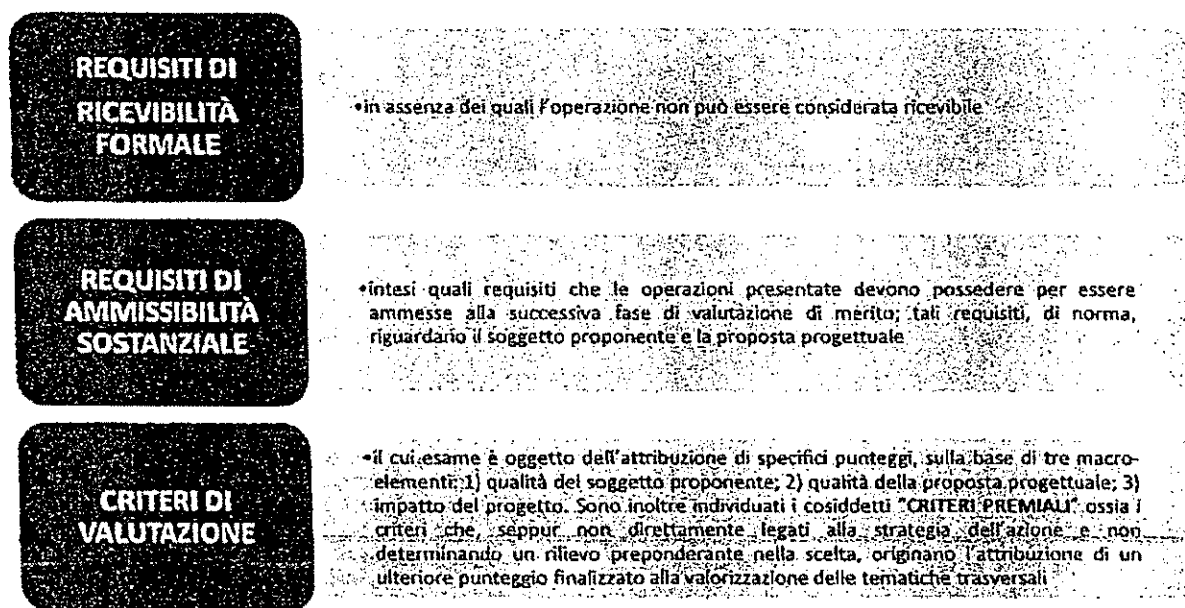 REQUISITI DI
RICEVIBILITÀ
FORMALE
•in assenza dei quali l'operazione non può essere considerata ricevibile
REQUISITI DI
AMMISSIBILITÀ
SOSTANZIALE
•intesi quali requisiti che le operazioni presentate devono possedere per essere
ammesse alla successiva fase di valutazione di merito; tali requisiti, di norma,
riguardano il soggetto proponente e la proposta progettuale
CRITERI DI
VALUTAZIONE
•il cui esame è oggetto dell'attribuzione di specifici punteggi, sulla base di tre macro-
elementi: 1) qualità del soggetto proponente; 2) qualità della proposta progettuale; 3)
impatto del progetto. Sono inoltre individuati i cosiddetti "CRITERI PREMIALI" ossia i
criteri che, seppur non direttamente legati alla strategia dell'azione e non
determinando un rilievo preponderante nella scelta, originano l'attribuzione di un
ulteriore punteggio finalizzato alla valorizzazione delle tematiche trasversali